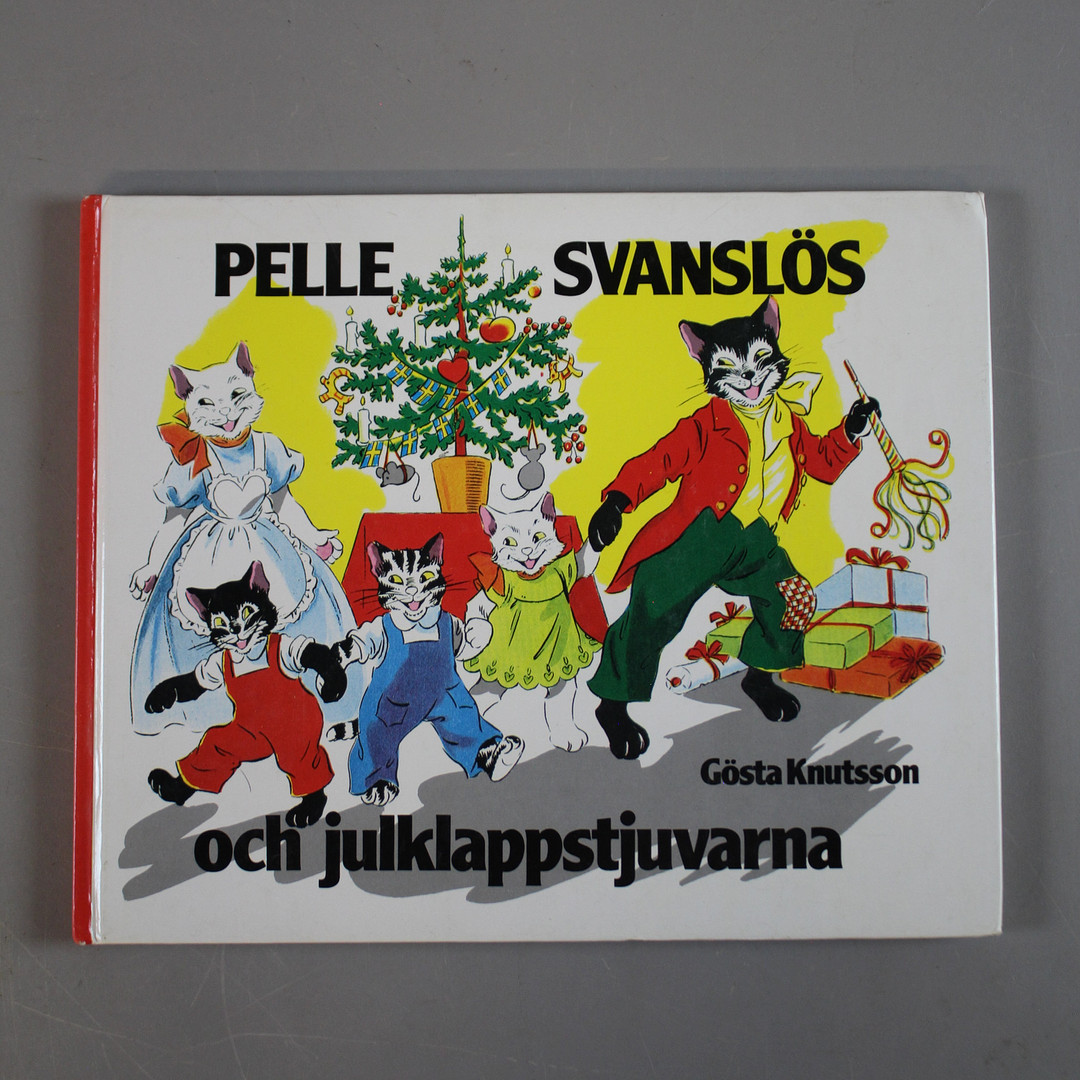 PELLE SVANSLÖS
Gösta Knutsson
och julklappstjuvarna